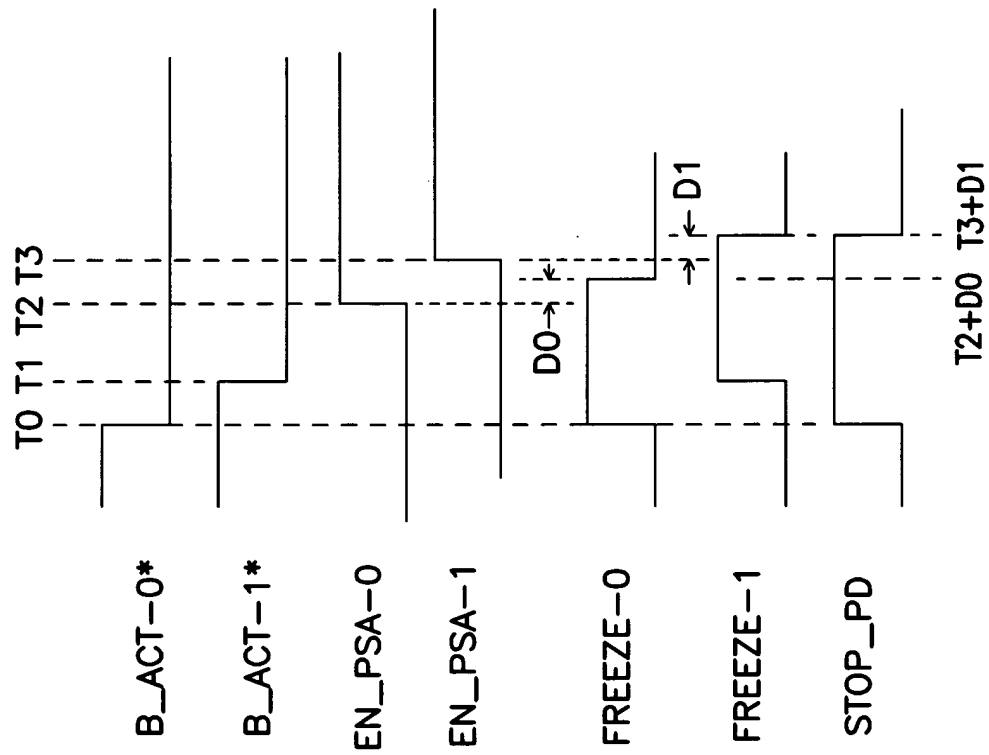 T0 T1 T2 T3
B_ACT-0*
B_ACT-1*
EN_PSA-0
EN_PSA-1
D0
FREEZE-0
D1
FREEZE-1
STOP_PD
T2+D0 T3+D1